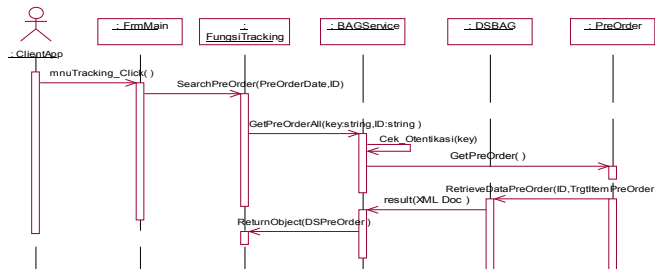 : FrmMain
:
FungsiTracking
: BAGService
: DSBAG
: PreOrder
: ClientApp
mnuTracking_Click( )
SearchPreOrder(PreOrderDate,ID)
GetPreOrderAll(key:string,ID:string )
Cek_Otentikasi(key)
GetPreOrder( )
RetrieveDataPreOrder(ID,TrgtItemPreOrder
result(XML Doc )
ReturnObject(DSPreOrder )